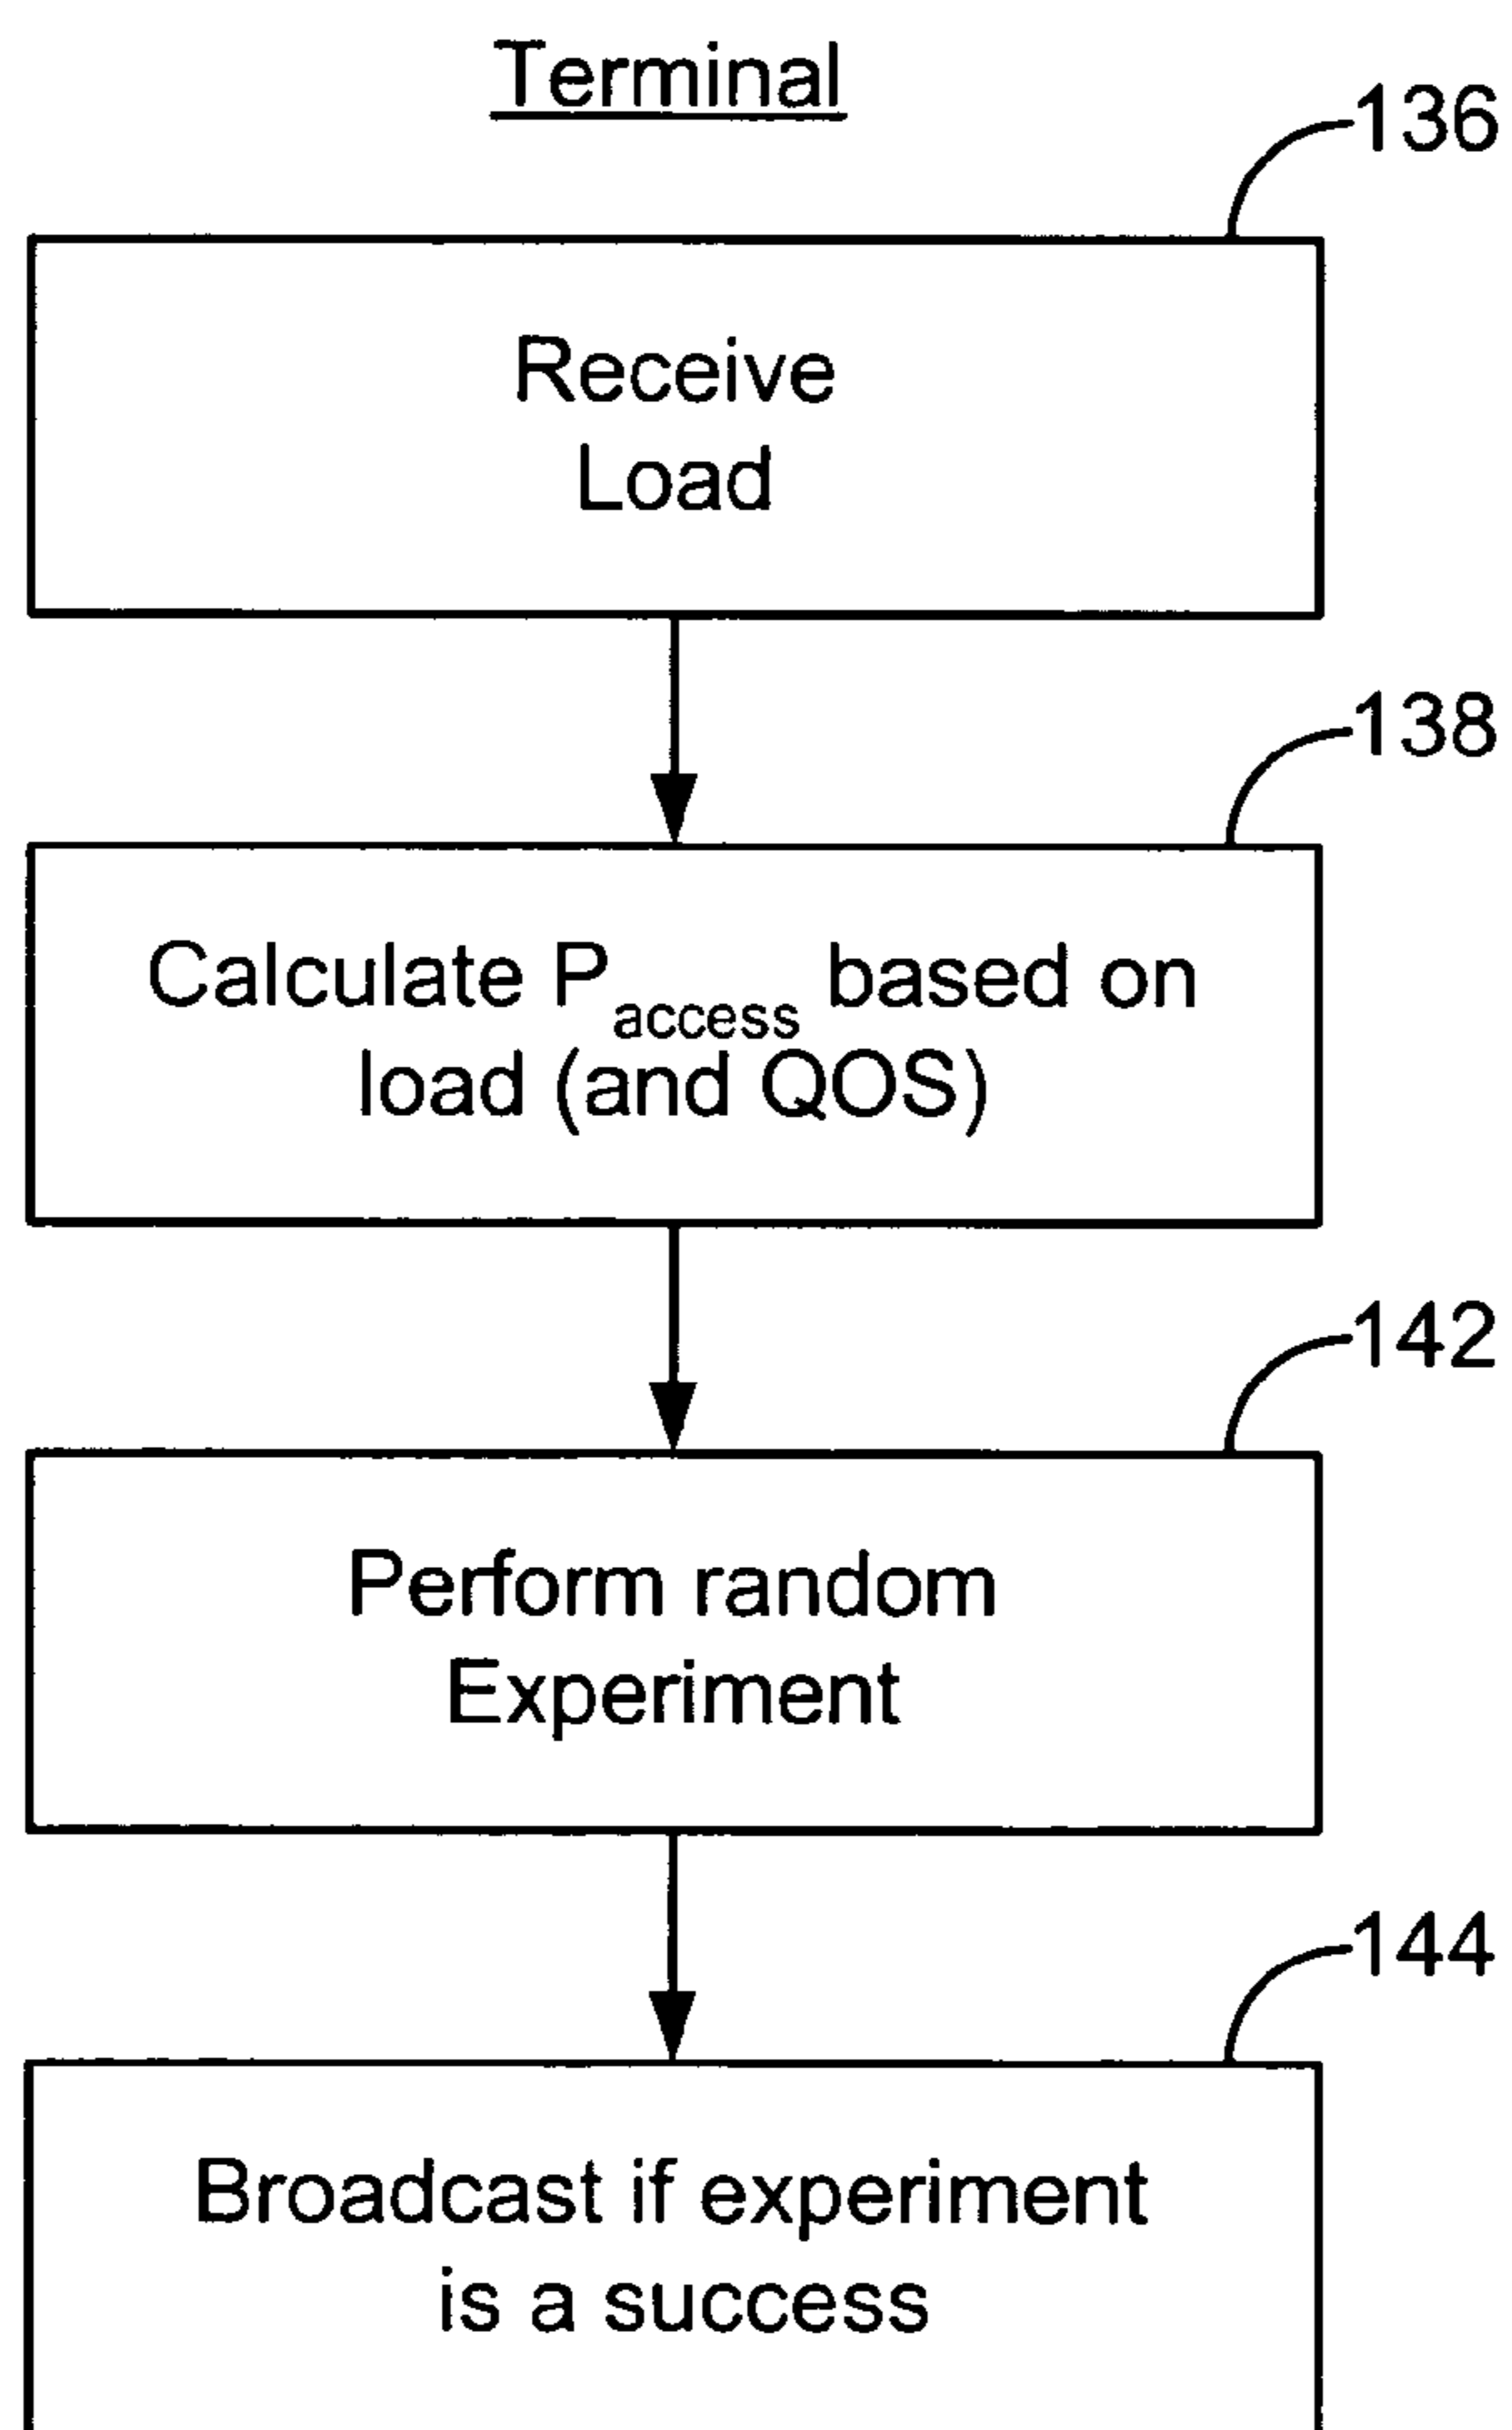 Terminal
136
Receive
Load
138
Calculate Paccess based on
load (and QOS)
142
Perform random
Experiment
144
Broadcast if experiment
is a success